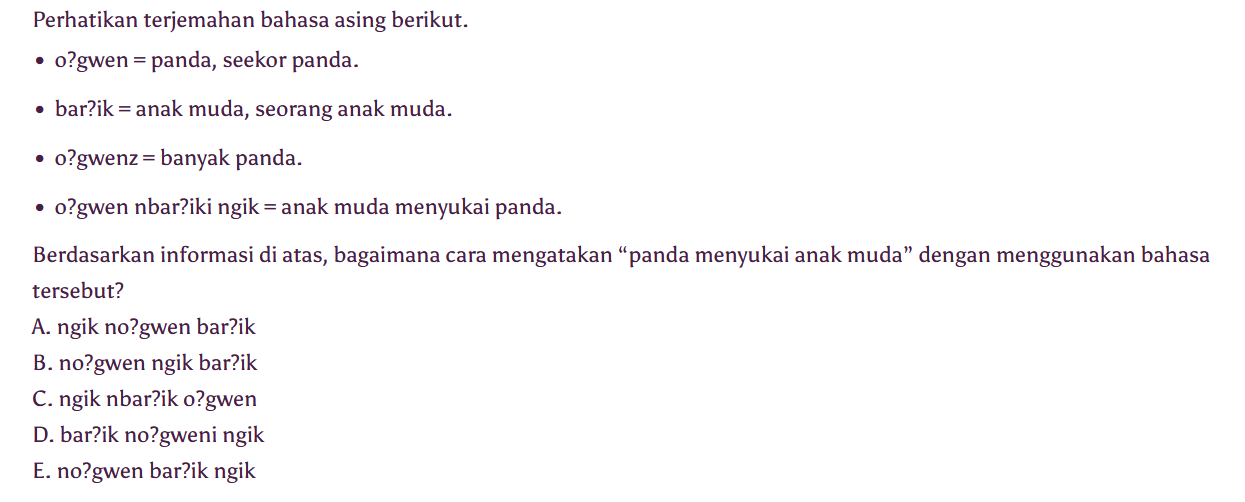 Perhatikan terjemahan bahasa asing berikut.
• o?gwen = panda, seekor panda.
• bar?ik = anak muda, seorang anak muda.
• o?gwenz = banyak panda.
• o?gwen nbar?iki ngik = anak muda menyukai panda.
Berdasarkan informasi di atas, bagaimana cara mengatakan “panda menyukai anak muda” dengan menggunakan bahasa
tersebut?
A. ngik no?gwen bar?ik
B. no?gwen ngik bar?ik
C. ngik nbar?ik o?gwen
D. bar?ik no?gweni ngik
E. no?gwen bar?ik ngik